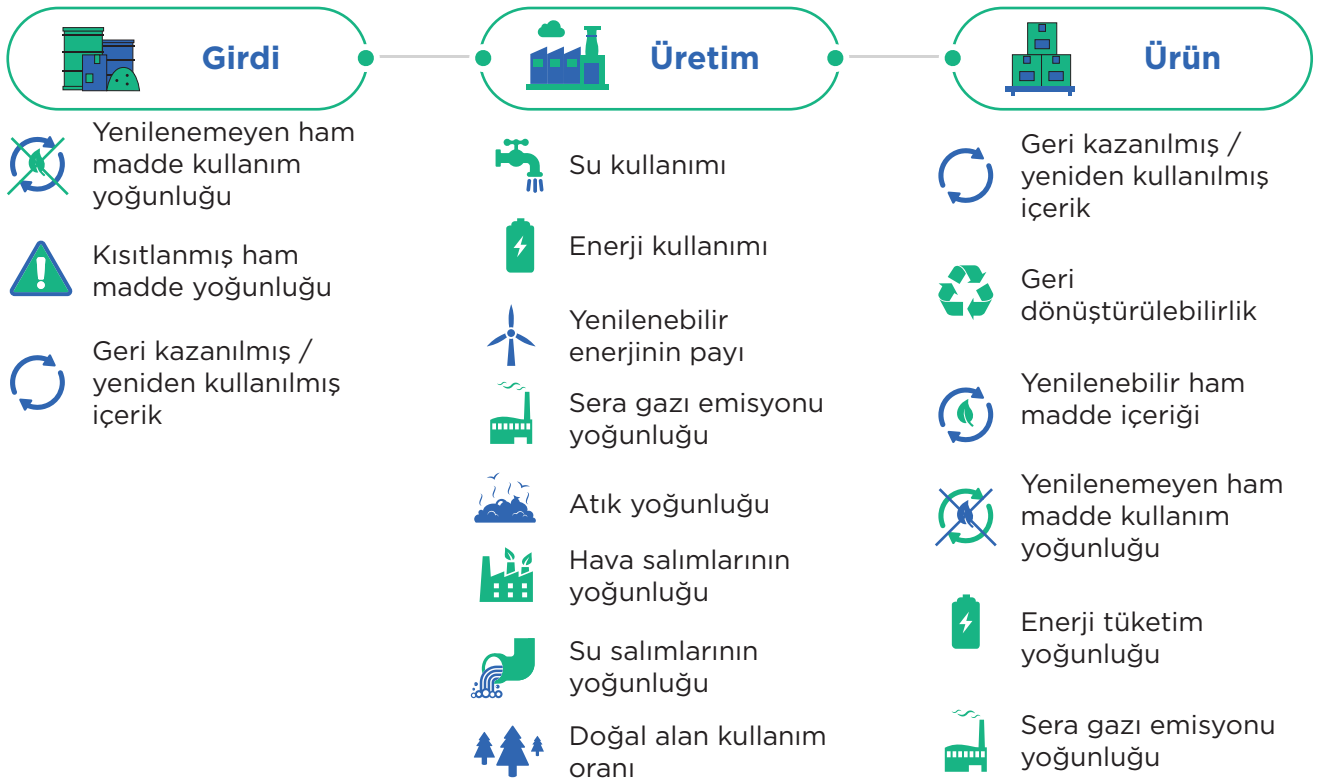 Girdi
Yenilenemeyen ham
madde kullanım
yoğunluğu
Kısıtlanmış ham
madde yoğunluğu
Geri kazanılmış /
yeniden kullanılmış
içerik
Üretim
Su kullanımı
Enerji kullanımı
Yenilenebilir
enerjinin payı
Sera gazı emisyonu
yoğunluğu
Atık yoğunluğu
Hava salımlarının
yoğunluğu
Su salımlarının
yoğunluğu
Doğal alan kullanım
oranı
Ürün
Geri kazanılmış /
yeniden kullanılmış
içerik
Geri
dönüştürülebilirlik
Yenilenebilir ham
madde içeriği
Yenilenemeyen ham
madde kullanım
yoğunluğu
Enerji tüketim
yoğunluğu
Sera gazı emisyonu
yoğunluğu